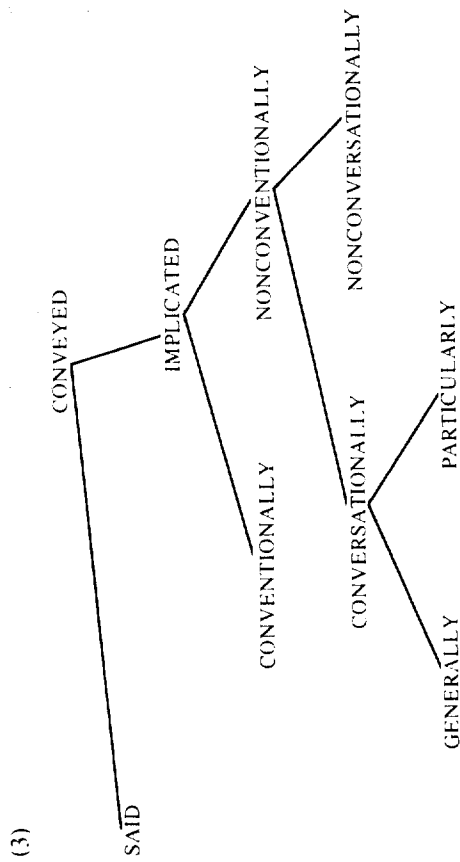 (3)
CONVEYED
SAID
IMPLICATED
CONVENTIONALLY NONCONVENTIONALLY
CONVERSATIONALLY NONCONVERSATIONALLY
GENERALLY PARTICULARLY